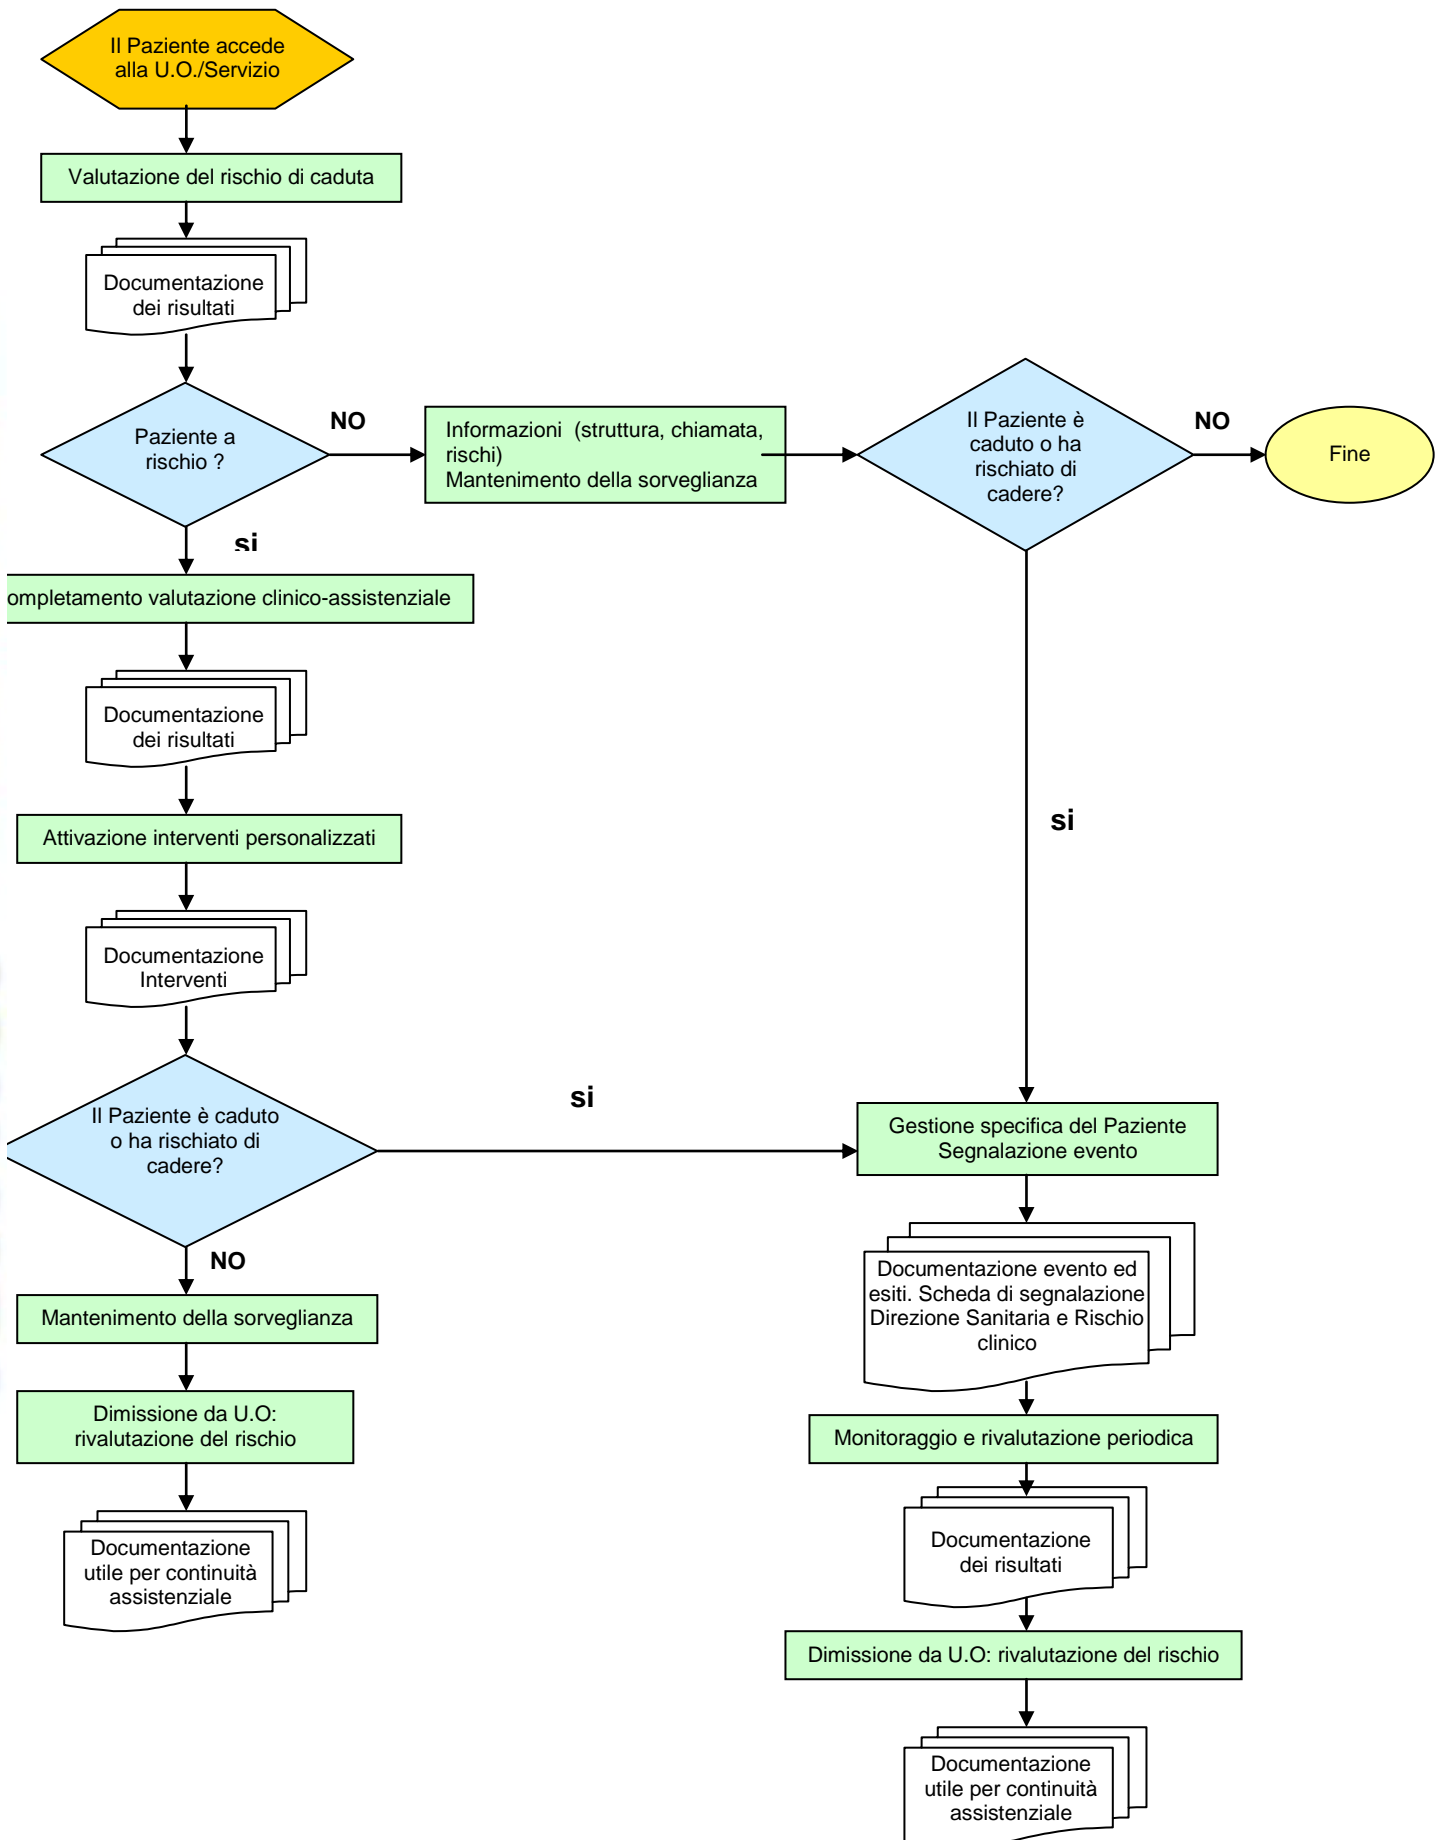 Il Paziente accede
alla U.O./Servizio
Valutazione del rischio di caduta
Documentazione
dei risultati
Paziente a
rischio ?
NO
Informazioni (struttura, chiamata,
rischi)
Mantenimento della sorveglianza
Il Paziente è
caduto o ha
rischiato di
cadere?
NO
Fine
si
ompletamento valutazione clinico-assistenziale
Documentazione
dei risultati
Attivazione interventi personalizzati
si
Documentazione
Interventi
Il Paziente è caduto
o ha rischiato di
cadere?
si
Gestione specifica del Paziente
Segnalazione evento
NO
Documentazione evento ed
esiti. Scheda di segnalazione
Direzione Sanitaria e Rischio
clinico
Mantenimento della sorveglianza
Dimissione da U.O:
rivalutazione del rischio
Monitoraggio e rivalutazione periodica
Documentazione
utile per continuità
assistenziale
Documentazione
dei risultati
Dimissione da U.O: rivalutazione del rischio
Documentazione
utile per continuità
assistenziale